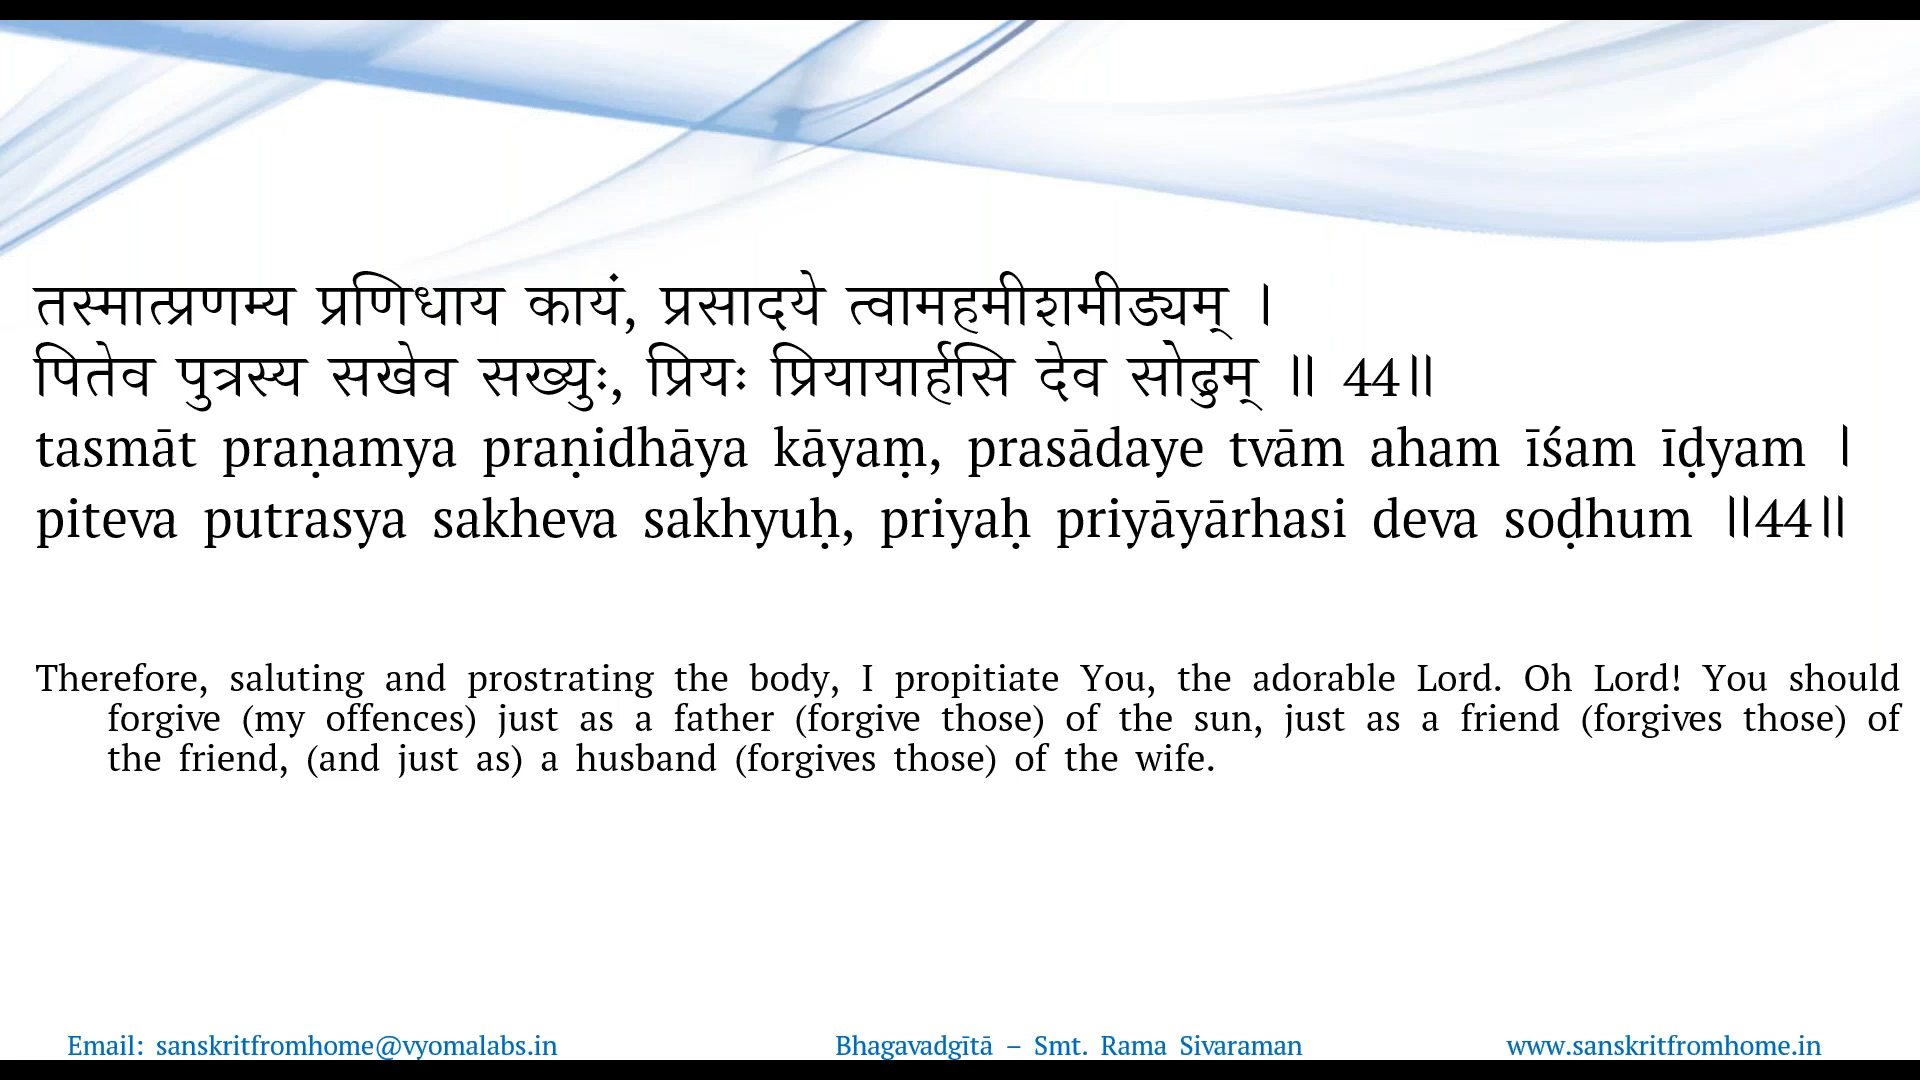 तस्मात्प्रणम्य प्रणिधाय कायं, प्रसादये त्वामहमीशमीड्यम् ।
पितेव पुत्रस्य सखेव सख्युः, प्रियः प्रियायार्हसि देव सोढुम् ॥ 44॥
tasmāt praṇamya praṇidhāya kāyaṃ, prasādaye tvām aham īśam īḍyam ।
piteva putrasya sakheva sakhyuḥ, priyaḥ priyāyārhasi deva soḍhum ॥44॥
Therefore, saluting and prostrating the body, I propitiate You, the adorable Lord. Oh Lord! You should
forgive (my offences) just as a father (forgive those) of the sun, just as a friend (forgives those) of
the friend, (and just as) a husband (forgives those) of the wife.
Email: sanskritfromhome@vyomalabs.in Bhagavadgītā – Smt. Rama Sivaraman www.sanskritfromhome.in